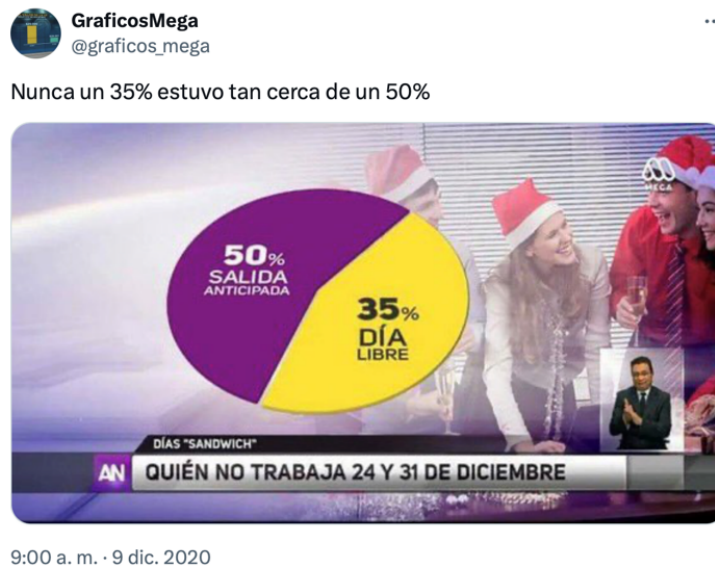 GraficosMega
@graficos_mega
Nunca un 35% estuvo tan cerca de un 50%
MEGA
50%
SALIDA
ANTICIPADA
35%
DÍA
LIBRE
DÍAS "SANDWICH"
AN QUIÉN NO TRABAJA 24 Y 31 DE DICIEMBRE
9:00 a. m. · 9 dic. 2020